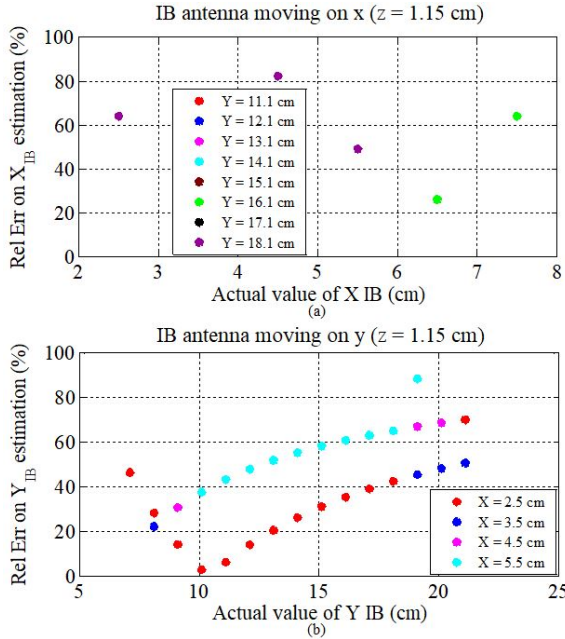 IB antenna moving on x (z = 1.15 cm)
Rel Err on X_IB estimation (%)
100
80
60
40
20
0
Y = 11.1 cm
Y = 12.1 cm
Y = 13.1 cm
Y = 14.1 cm
Y = 15.1 cm
Y = 16.1 cm
Y = 17.1 cm
Y = 18.1 cm
2 3 4 5 6 7 8
Actual value of X IB (cm)
(a)
IB antenna moving on y (z = 1.15 cm)
Rel Err on Y_IB estimation (%)
100
80
60
40
20
0
X = 2.5 cm
X = 3.5 cm
X = 4.5 cm
X = 5.5 cm
5 10 15 20 25
Actual value of Y IB (cm)
(b)